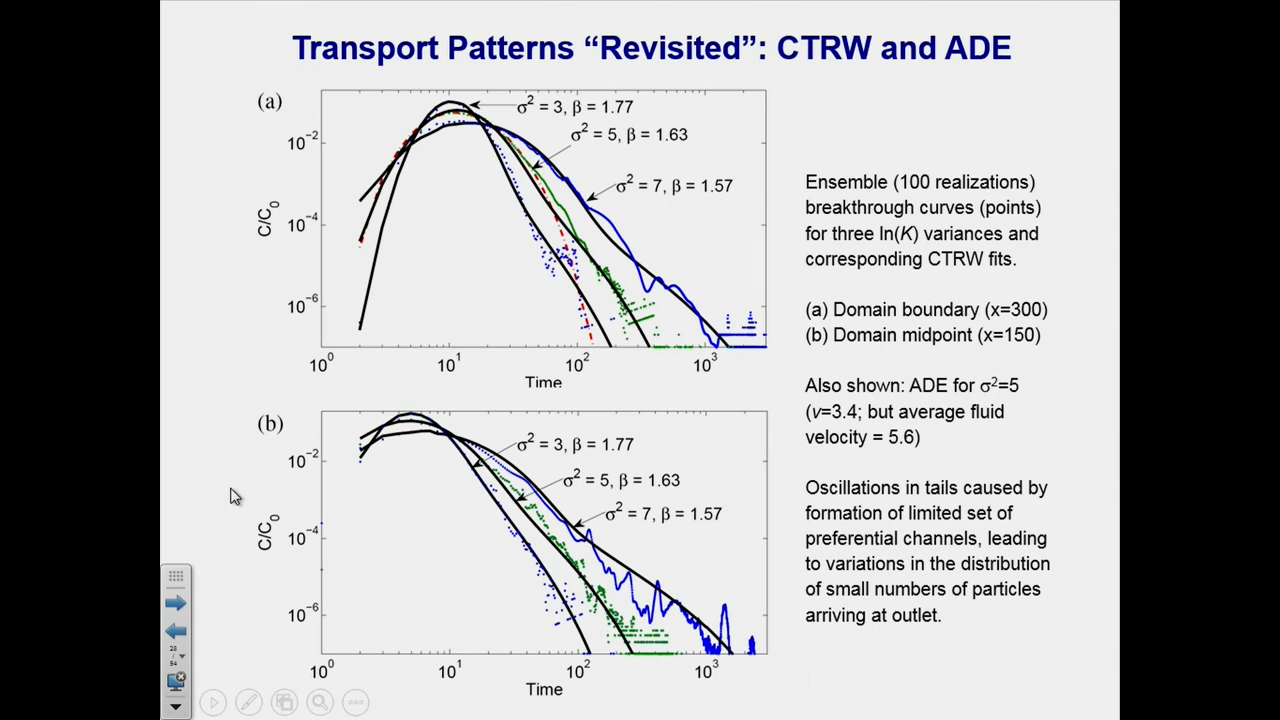 Transport Patterns “Revisited”: CTRW and ADE
(a)
σ² = 3, β = 1.77
σ² = 5, β = 1.63
σ² = 7, β = 1.57
C/C₀
10⁻²
10⁻⁴
10⁻⁶
10⁰
10¹
10²
10³
Time
(b)
σ² = 3, β = 1.77
σ² = 5, β = 1.63
σ² = 7, β = 1.57
C/C₀
10⁻²
10⁻⁴
10⁻⁶
10⁰
10¹
10²
10³
Time
Ensemble (100 realizations)
breakthrough curves (points)
for three ln(K) variances and
corresponding CTRW fits.
(a) Domain boundary (x=300)
(b) Domain midpoint (x=150)
Also shown: ADE for σ²=5
(v=3.4; but average fluid
velocity = 5.6)
Oscillations in tails caused by
formation of limited set of
preferential channels, leading
to variations in the distribution
of small numbers of particles
arriving at outlet.
28
/
94